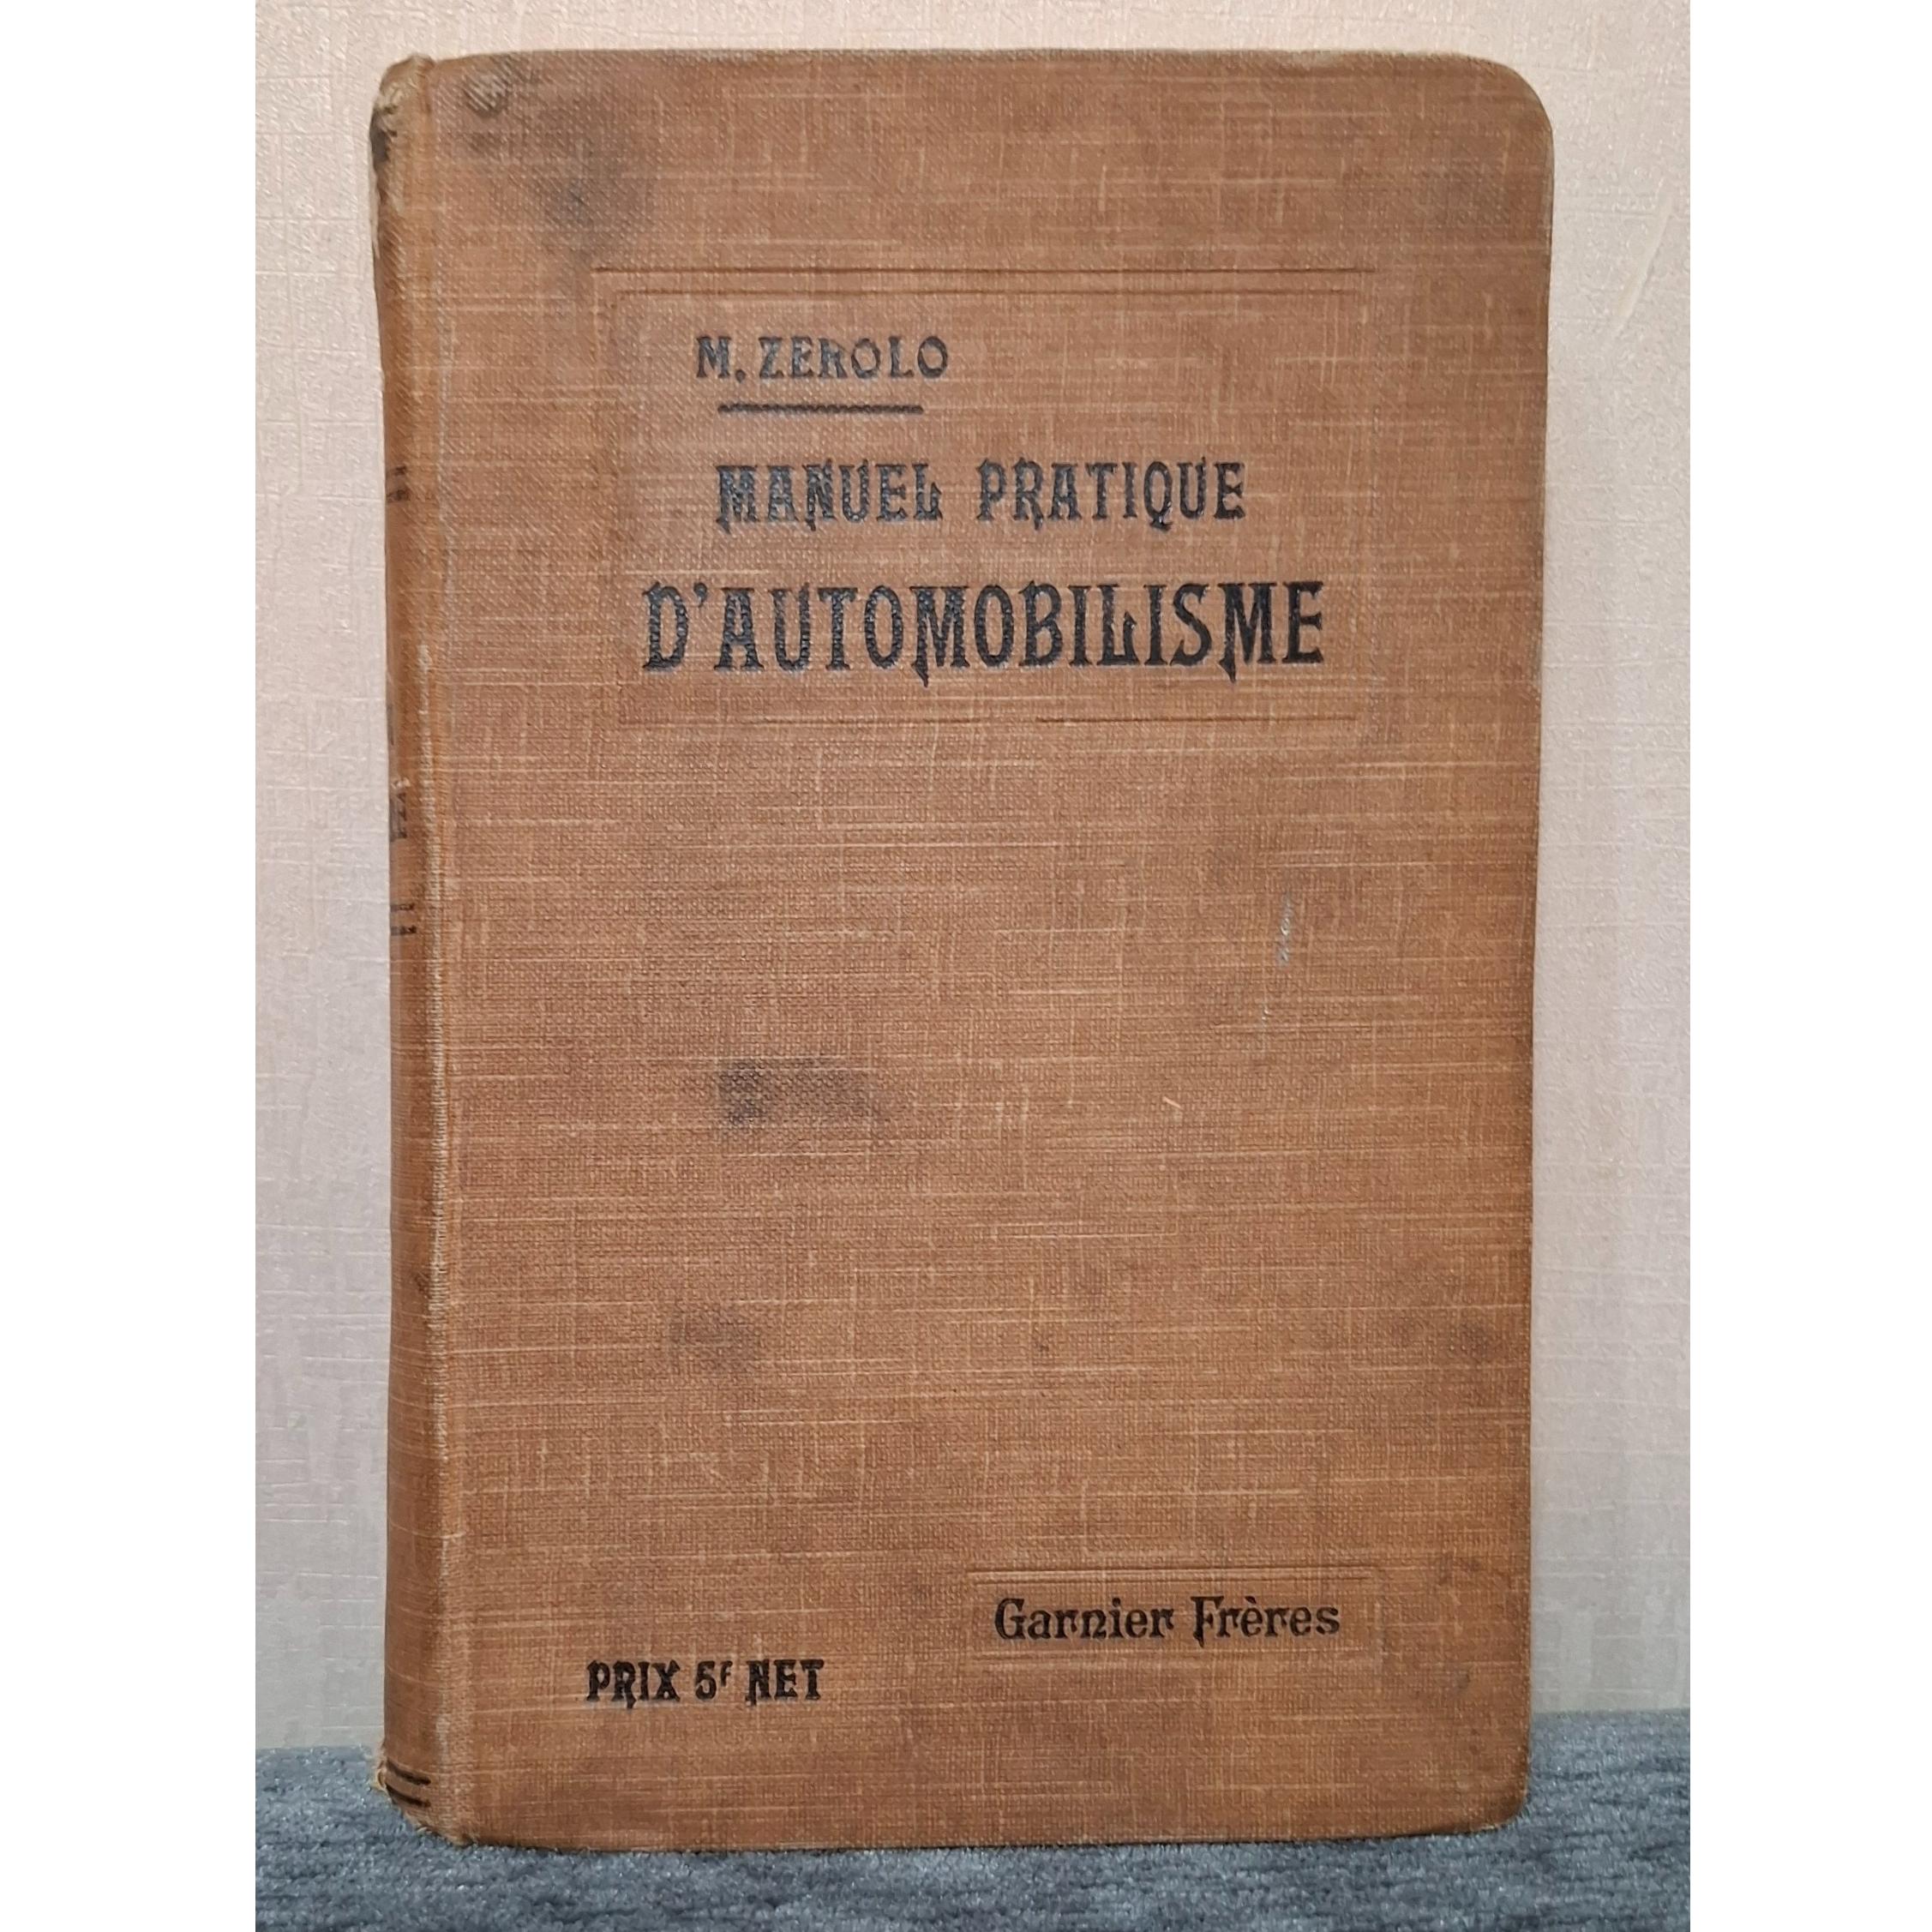 M. ZEROLO
MANUEL PRATIQUE
D'AUTOMOBILISME
Garnier Frères
PRIX 5F NET